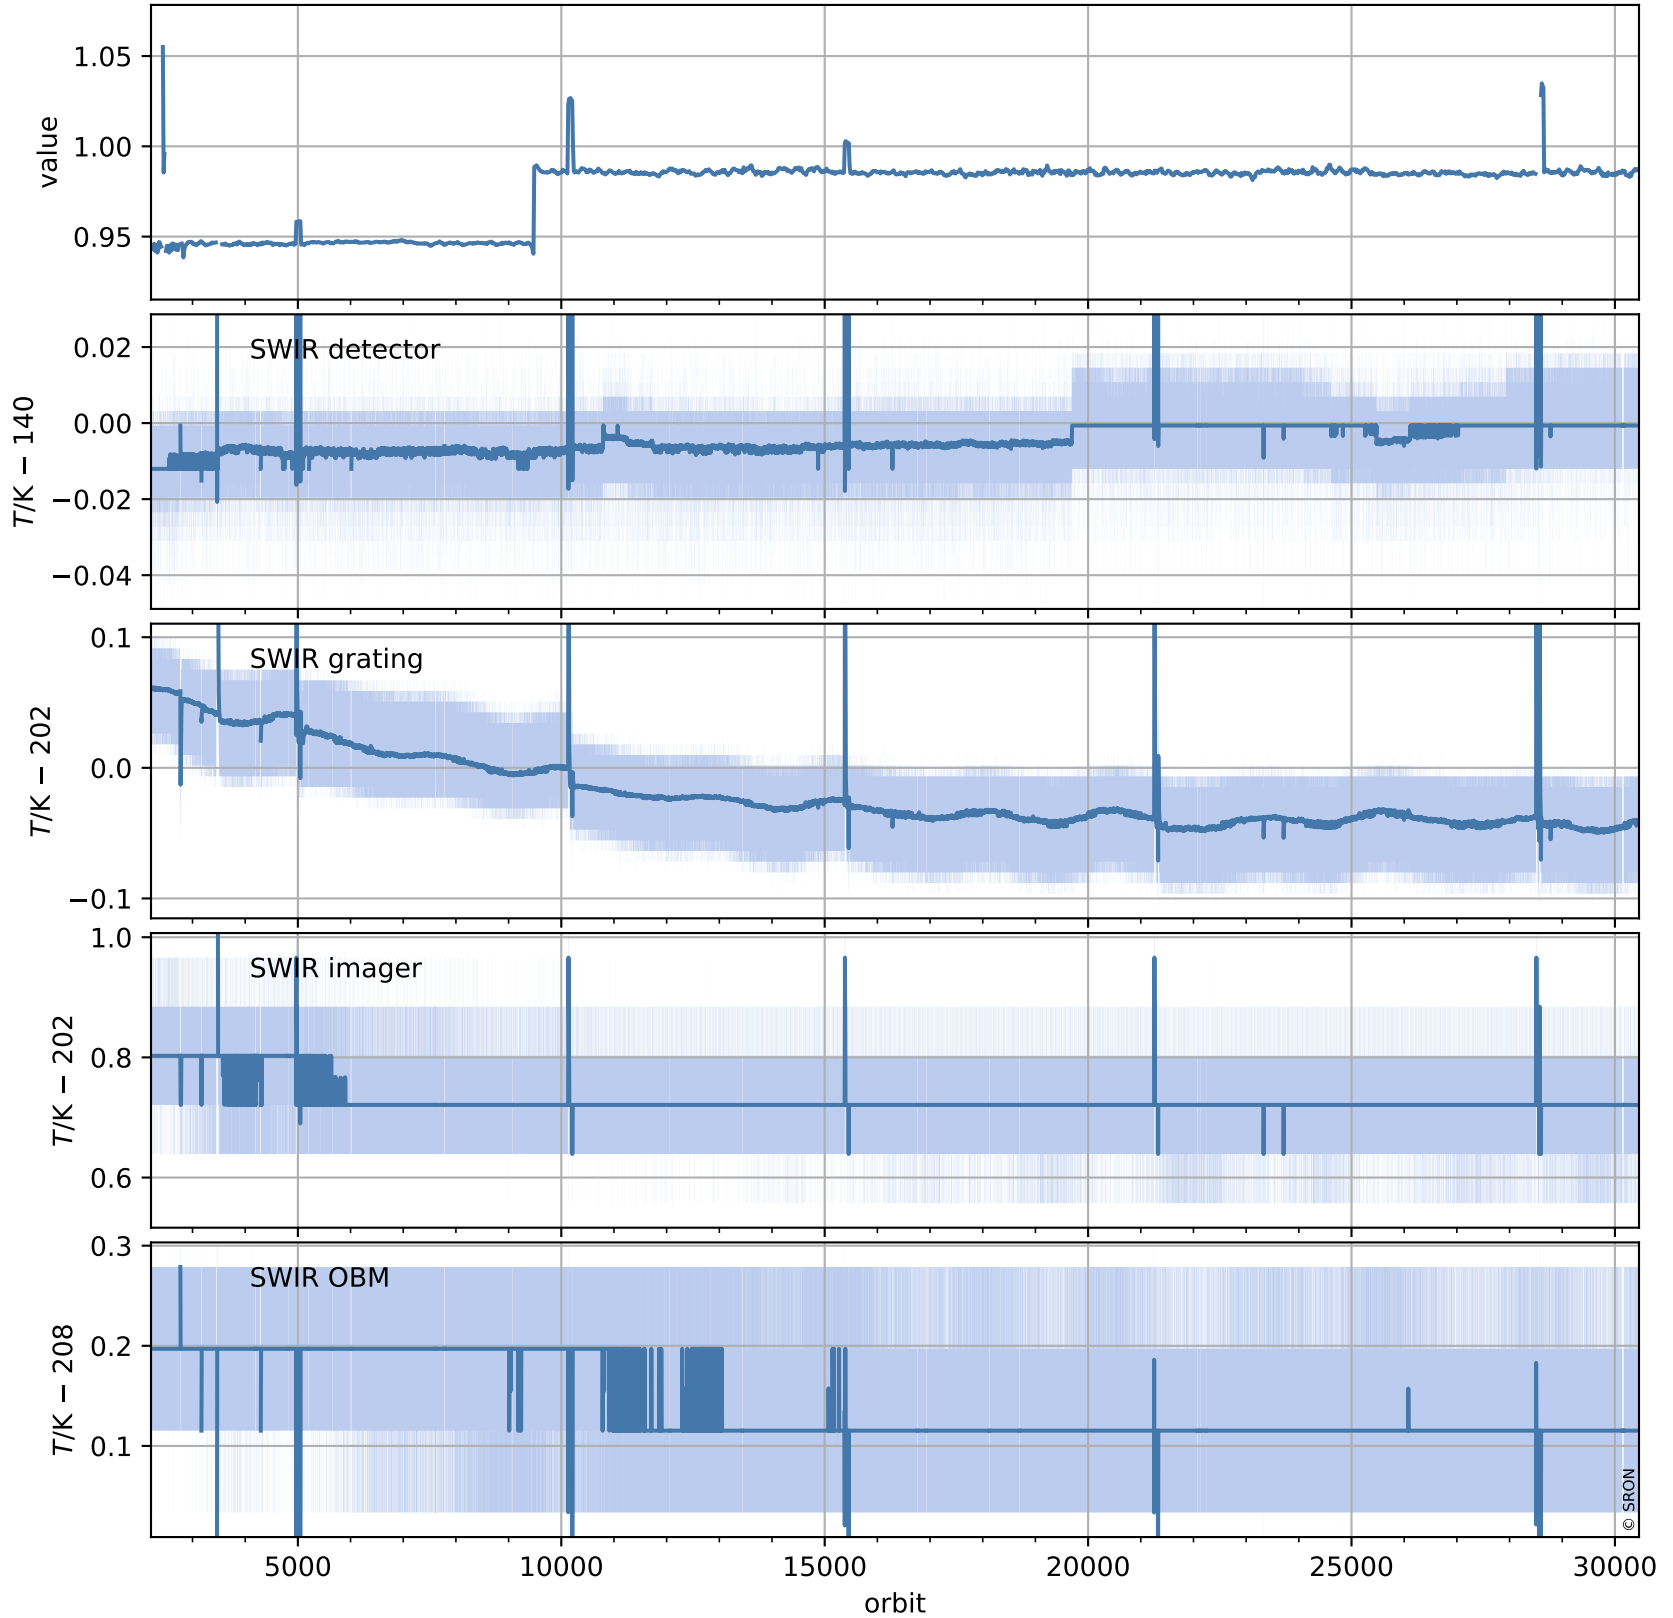 1.05
1.00
0.95
value
SWIR detector
0.02
0.00
−0.02
−0.04
T/K − 140
SWIR grating
0.1
0.0
−0.1
T/K − 202
SWIR imager
1.0
0.8
0.6
T/K − 202
SWIR OBM
0.3
0.2
0.1
T/K − 208
© SRON
5000 10000 15000 20000 25000 30000
orbit